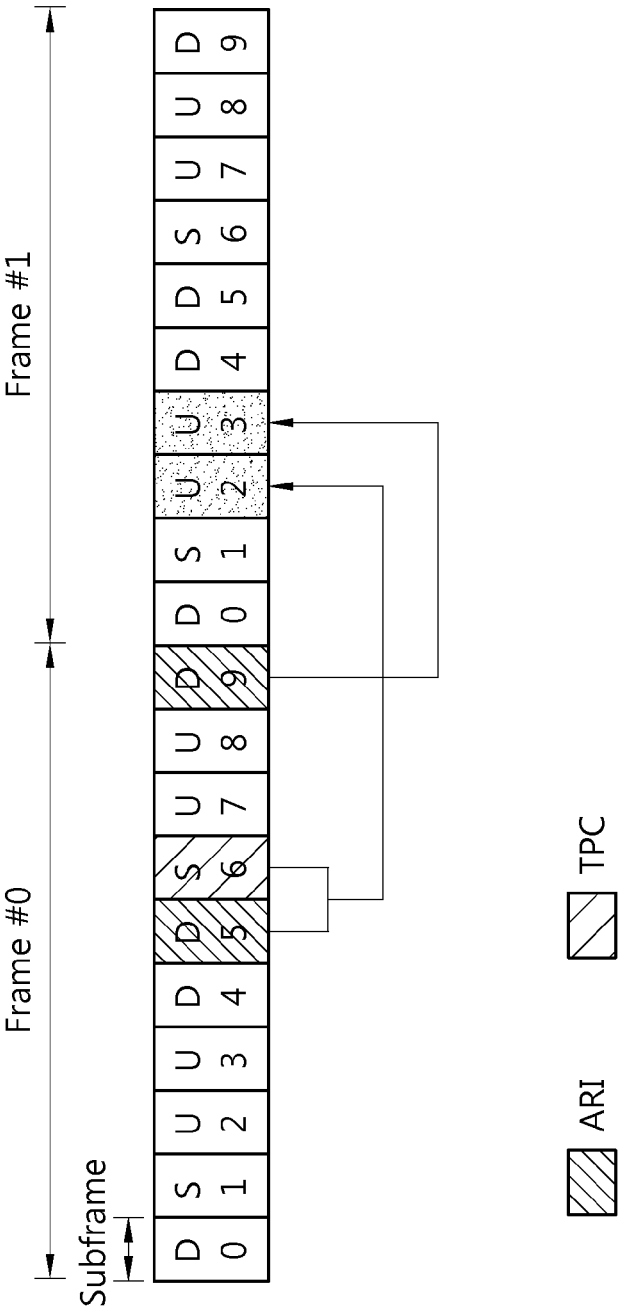 Frame #0 Frame #1
Subframe
D S U U D D S U U D D S U U D D S U U D
0 1 2 3 4 5 6 7 8 9 0 1 2 3 4 5 6 7 8 9
ARI TPC